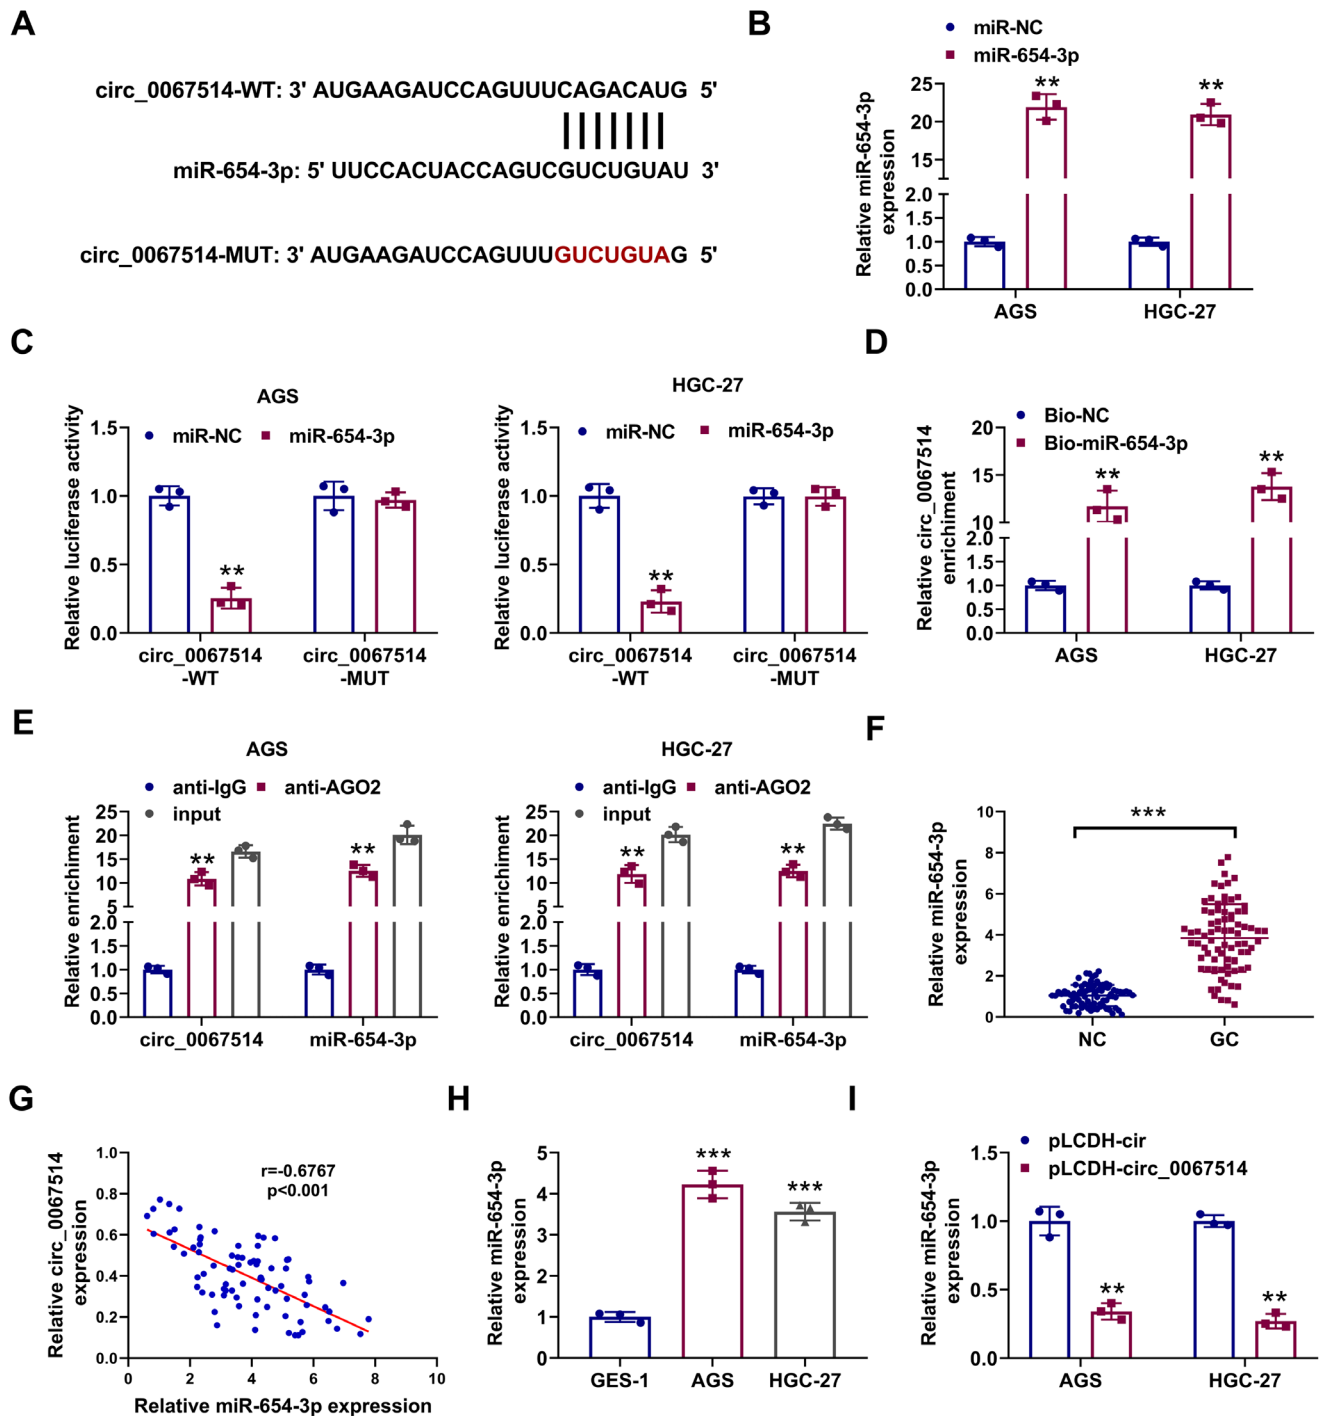 A
circ_0067514-WT: 3' AUGAAGAUCCAGUUUCAGACAUG 5'
miR-654-3p: 5' UUCCACUACCAGUCGUCUGUAU 3'
circ_0067514-MUT: 3' AUGAAGAUCCAGUUUGUCUGUAG 5'
B
miR-NC
miR-654-3p
Relative miR-654-3p
expression
25
20
15
2.0
1.5
1.0
0.5
0.0
**
**
AGS
HGC-27
C
AGS
miR-NC
miR-654-3p
Relative luciferase activity
1.5
1.0
0.5
0.0
**
circ_0067514
-WT
circ_0067514
-MUT
HGC-27
miR-NC
miR-654-3p
Relative luciferase activity
1.5
1.0
0.5
0.0
**
circ_0067514
-WT
circ_0067514
-MUT
D
Bio-NC
Bio-miR-654-3p
Relative circ_0067514
enrichment
20
15
10
2.0
1.5
1.0
0.5
0.0
**
**
AGS
HGC-27
E
AGS
anti-IgG
anti-AGO2
input
Relative enrichiment
25
20
15
10
5
2.0
1.5
1.0
0.5
0.0
**
**
circ_0067514
miR-654-3p
HGC-27
anti-IgG
anti-AGO2
input
Relative enrichiment
25
20
15
10
5
2.0
1.5
1.0
0.5
0.0
**
**
circ_0067514
miR-654-3p
F
Relative miR-654-3p
expression
10
8
6
4
2
0
***
NC
GC
G
Relative circ_0067514
expression
1.0
0.8
0.6
0.4
0.2
0.0
r=-0.6767
p<0.001
0
2
4
6
8
10
Relative miR-654-3p expression
H
Relative miR-654-3p
expression
5
4
3
2
1
0
***
***
GES-1
AGS
HGC-27
I
pLCDH-cir
pLCDH-circ_0067514
Relative miR-654-3p
expression
1.5
1.0
0.5
0.0
**
**
AGS
HGC-27